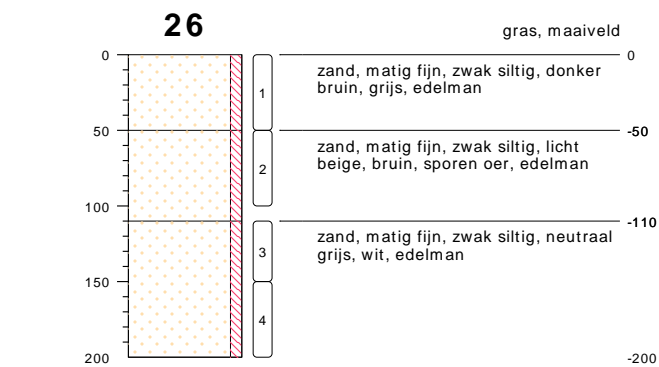 26
gras, maaiveld
0
0
zand, matig fijn, zwak siltig, donker
bruin, grijs, edelman
1
50
-50
zand, matig fijn, zwak siltig, licht
beige, bruin, sporen oer, edelman
2
100
-110
zand, matig fijn, zwak siltig, neutraal
grijs, wit, edelman
3
150
4
200
-200